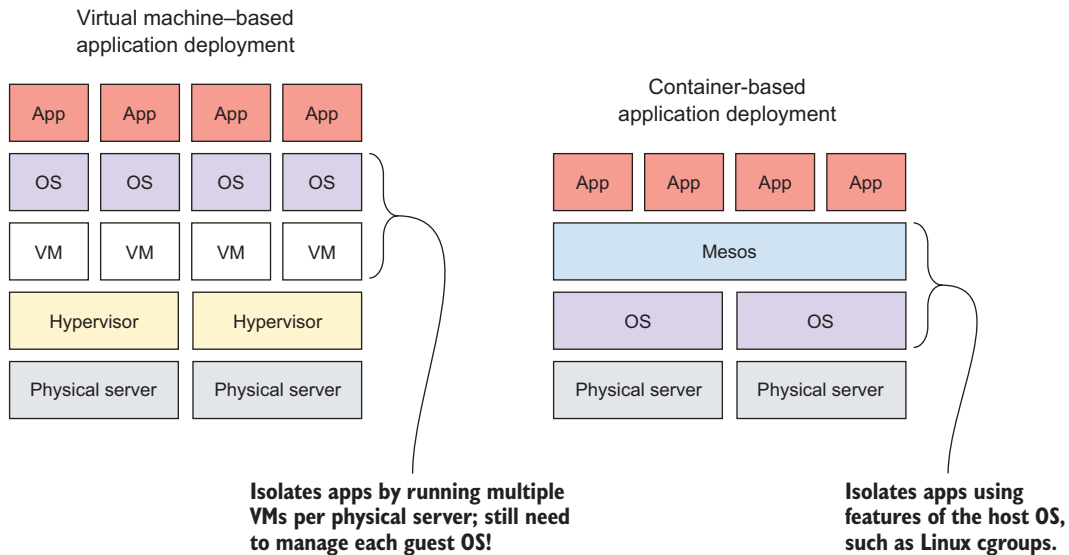 Virtual machine–based
application deployment
App App App App
OS OS OS OS
VM VM VM VM
Hypervisor Hypervisor
Physical server Physical server
Isolates apps by running multiple
VMs per physical server; still need
to manage each guest OS!
Container-based
application deployment
App App App App
Mesos
OS OS
Physical server Physical server
Isolates apps using
features of the host OS,
such as Linux cgroups.